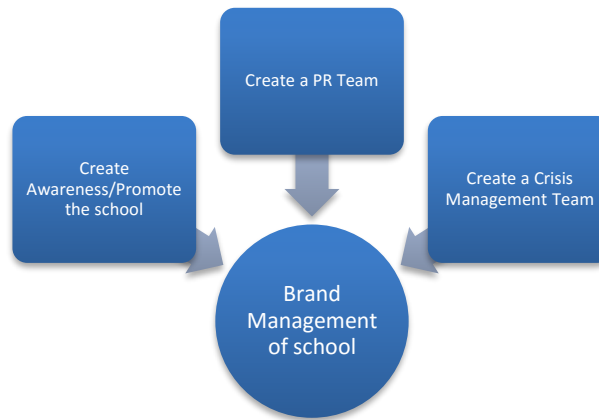 Create a PR Team
Create
Awareness/Promote
the school
Create a Crisis
Management Team
Brand
Management
of school